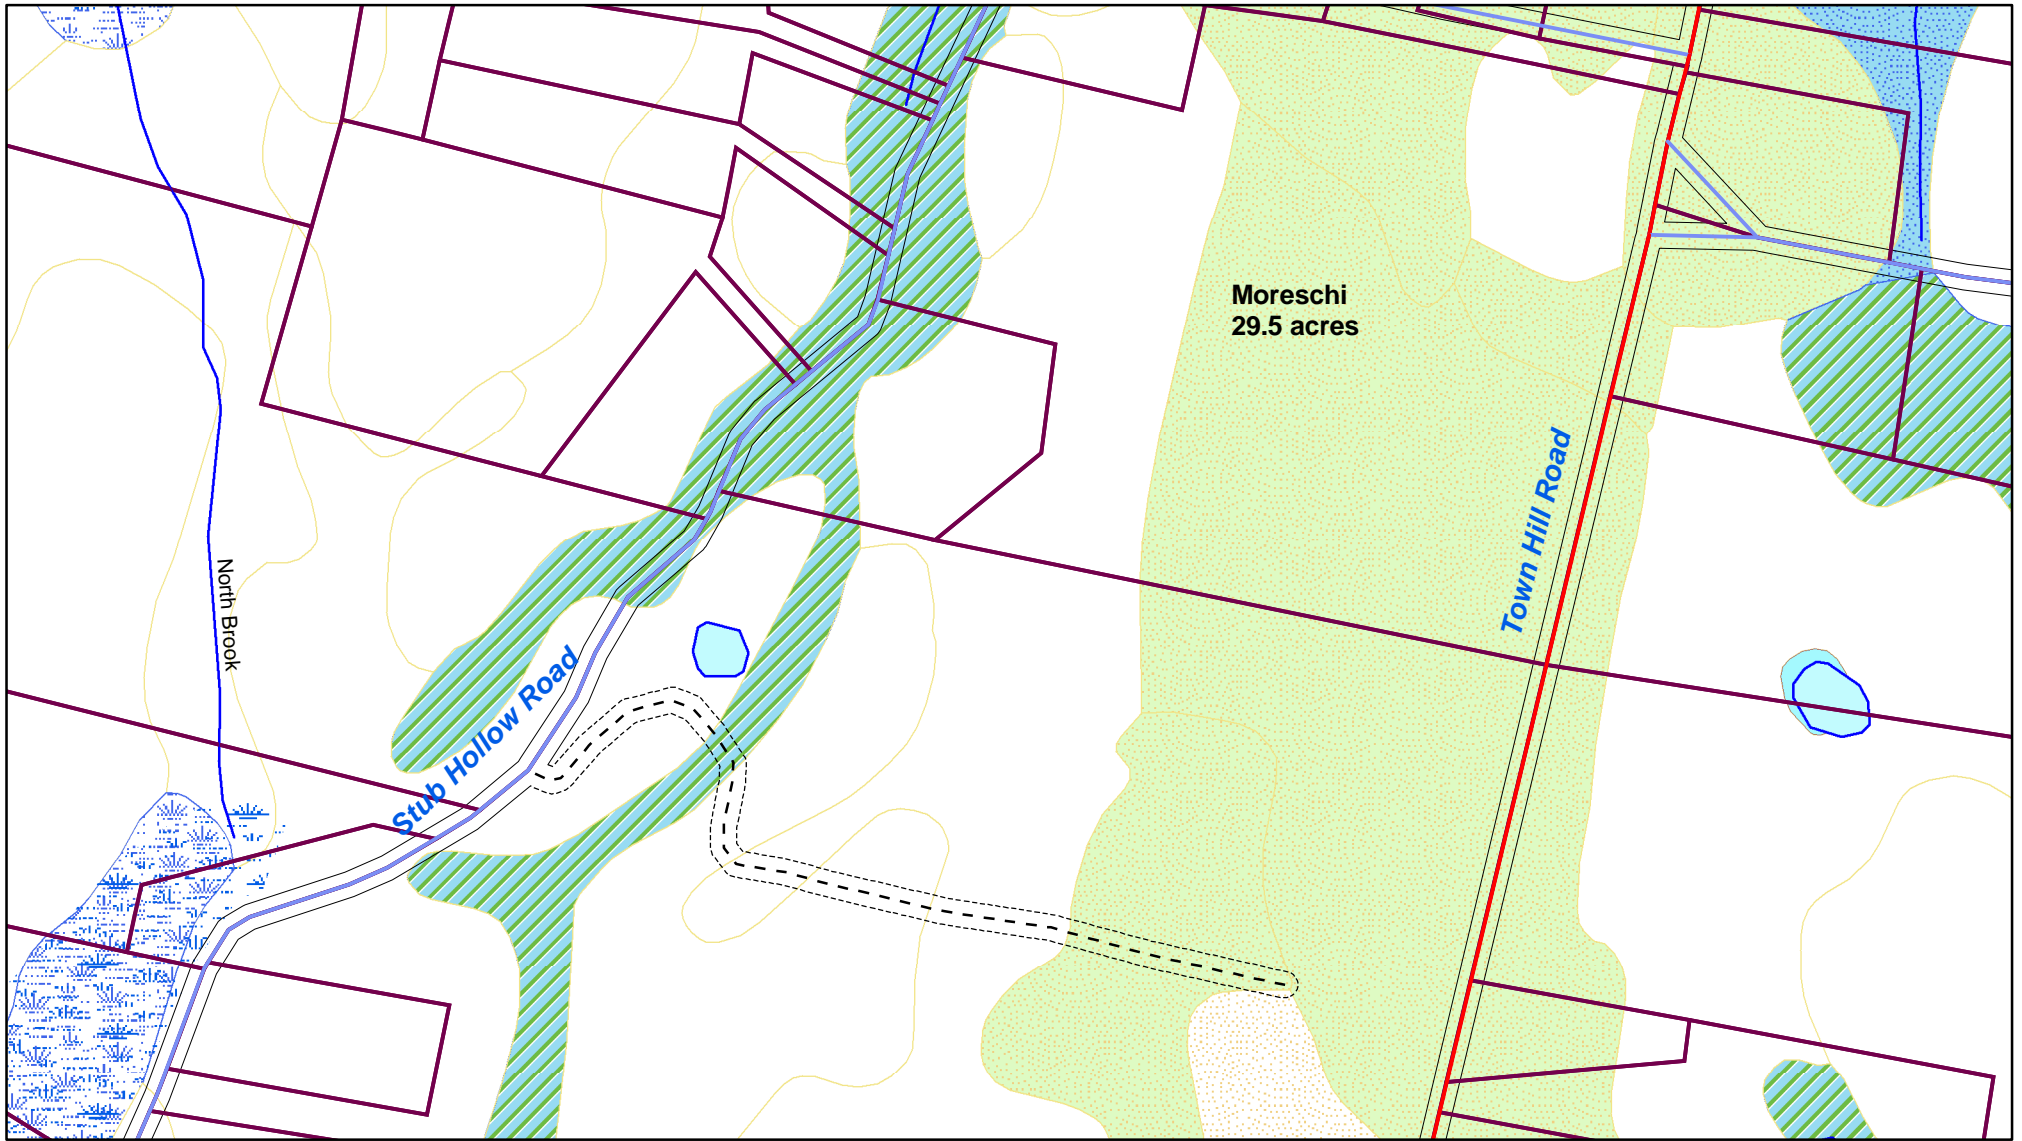 Moreschi
29.5 acres
Town Hill Road
North Brook
Stub Hollow Road